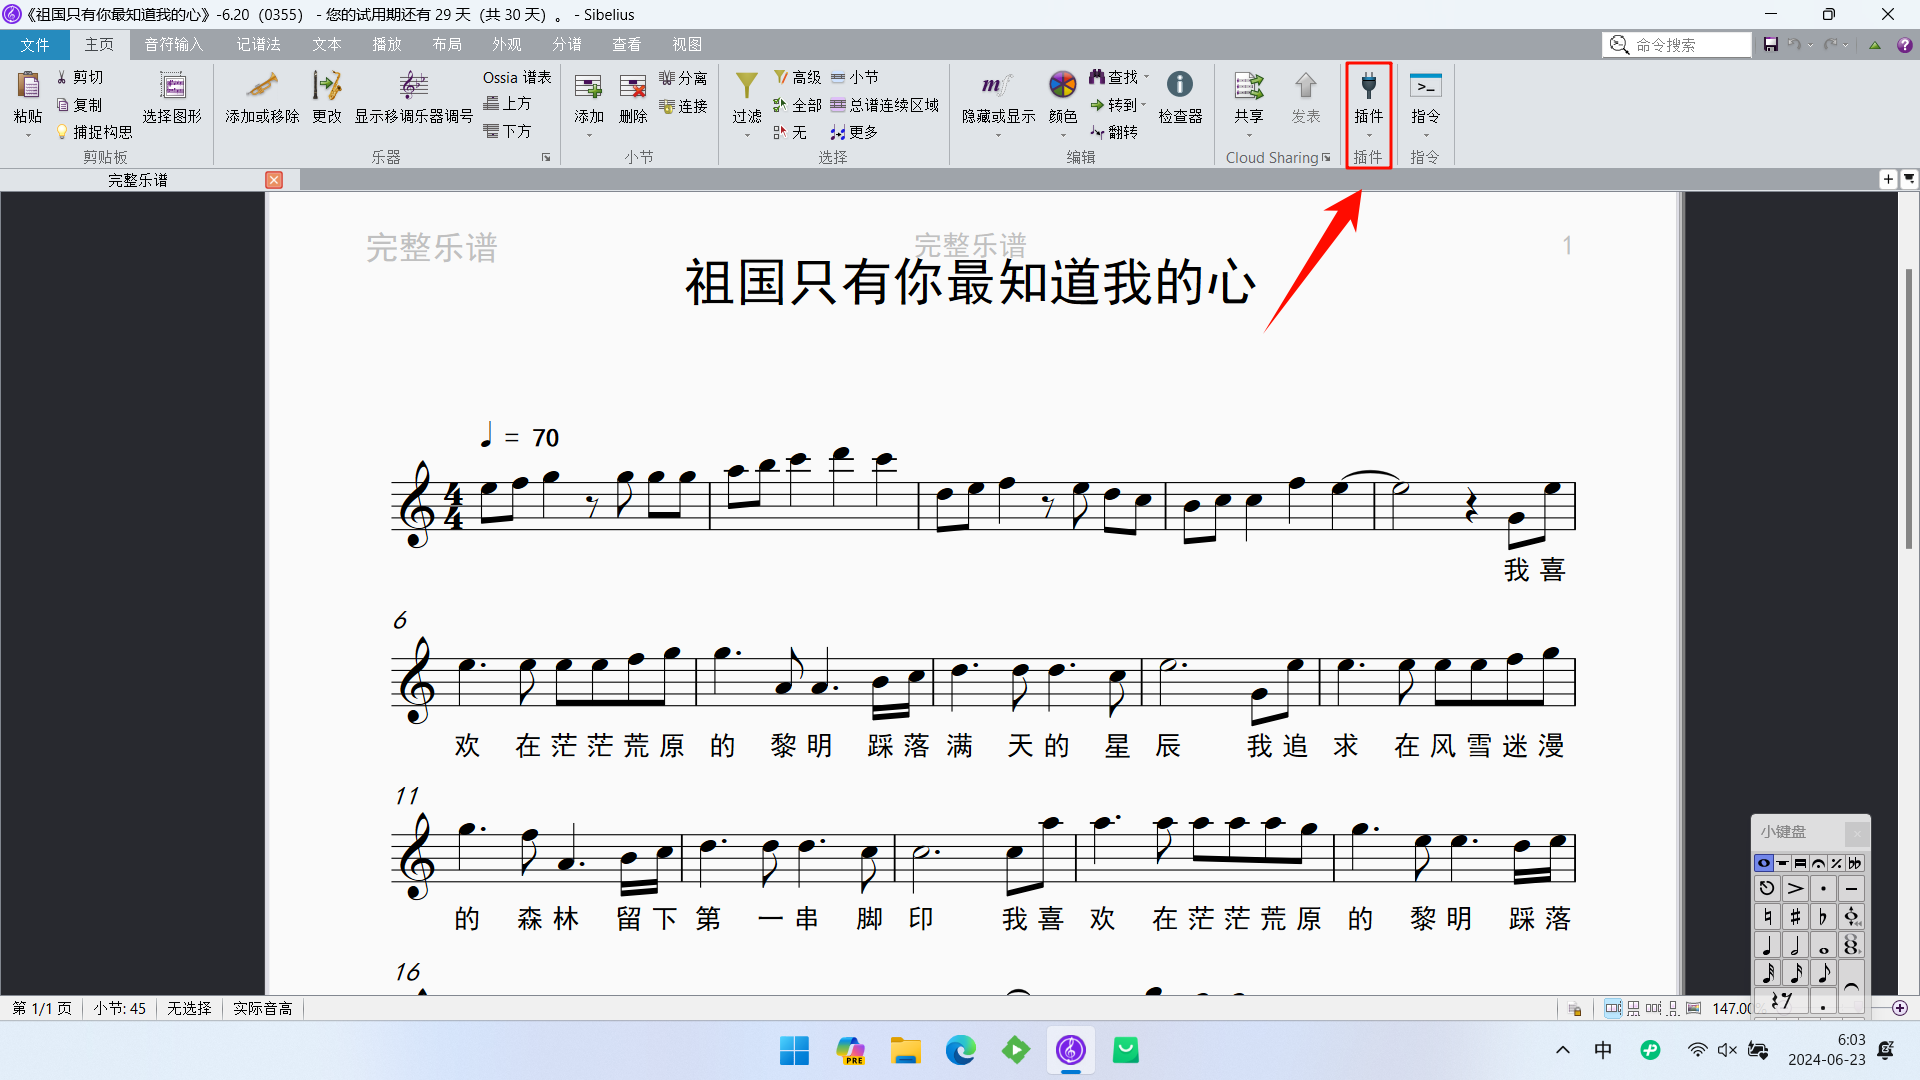 《祖国只有你最知道我的心》-6.20（0355） - 您的试用期还有 29 天（共 30 天）。 - Sibelius
文件 主页 音符输入 记谱法 文本 播放 布局 外观 分谱 查看 视图 命令搜索
粘贴 剪切 复制 捕捉构思 选择图形 剪贴板
添加或移除 更改 显示移调乐器调号 Ossia 谱表 上方 下方 乐器
添加 删除 分离 连接 小节
过滤 高级 全部 无 小节 总谱连续区域 更多 选择
隐藏或显示 颜色 查找 转到 翻转 检查器 编辑
共享 发表 Cloud Sharing
插件 插件
指令 指令
完整乐谱
完整乐谱 完整乐谱 1
祖国只有你最知道我的心
= 70
4
4
我 喜
6
欢 在 茫 茫 荒 原 的 黎 明 踩 落 满 天 的 星 辰 我 追 求 在 风 雪 迷 漫
11
的 森 林 留 下 第 一 串 脚 印 我 喜 欢 在 茫 茫 荒 原 的 黎 明 踩 落
16
小键盘
第 1/1 页 小节: 45 无选择 实际音高 147.00
PRE
中
6:03
2024-06-23